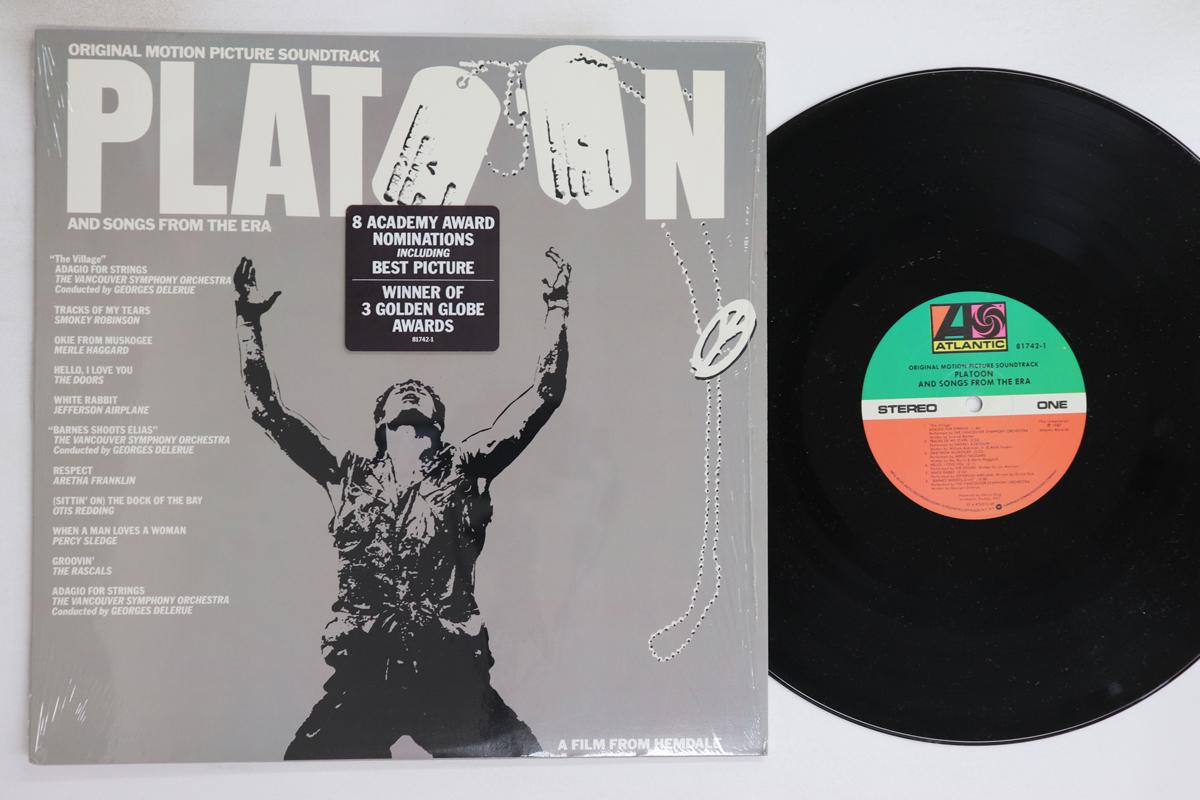 ORIGINAL MOTION PICTURE SOUNDTRACK
PLATOON
AND SONGS FROM THE ERA
8 ACADEMY AWARD
NOMINATIONS
INCLUDING
BEST PICTURE
WINNER OF
3 GOLDEN GLOBE
AWARDS
81742-1
"The Village"
ADAGIO FOR STRINGS
THE VANCOUVER SYMPHONY ORCHESTRA
Conducted by GEORGES DELERUE
TRACKS OF MY TEARS
SMOKEY ROBINSON
OKIE FROM MUSKOGEE
MERLE HAGGARD
HELLO, I LOVE YOU
THE DOORS
WHITE RABBIT
JEFFERSON AIRPLANE
"BARNES SHOOTS ELIAS"
THE VANCOUVER SYMPHONY ORCHESTRA
Conducted by GEORGES DELERUE
RESPECT
ARETHA FRANKLIN
(SITTIN' ON) THE DOCK OF THE BAY
OTIS REDDING
WHEN A MAN LOVES A WOMAN
PERCY SLEDGE
GROOVIN'
THE RASCALS
ADAGIO FOR STRINGS
THE VANCOUVER SYMPHONY ORCHESTRA
Conducted by GEORGES DELERUE
A FILM FROM HEMDALE
A
ATLANTIC
81742-1
ORIGINAL MOTION PICTURE SOUNDTRACK
PLATOON
AND SONGS FROM THE ERA
STEREO
ONE